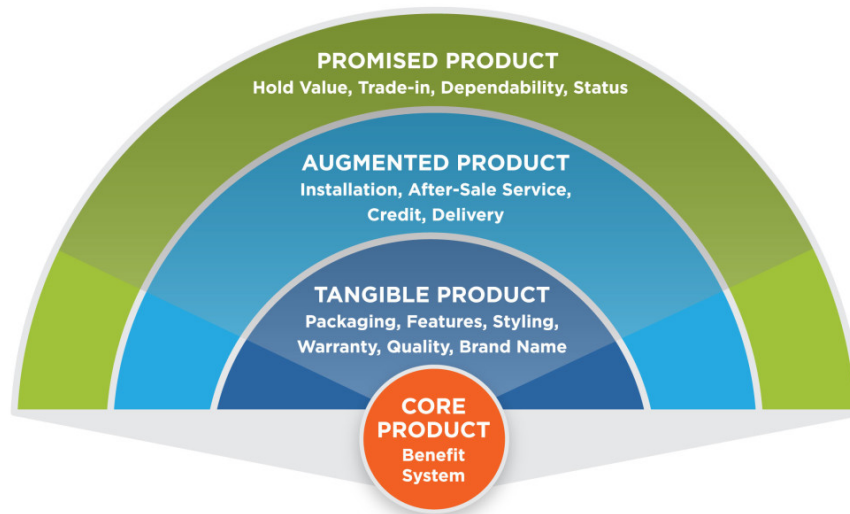 PROMISED PRODUCT
Hold Value, Trade-in, Dependability, Status
AUGMENTED PRODUCT
Installation, After-Sale Service,
Credit, Delivery
TANGIBLE PRODUCT
Packaging, Features, Styling,
Warranty, Quality, Brand Name
CORE
PRODUCT
Benefit
System